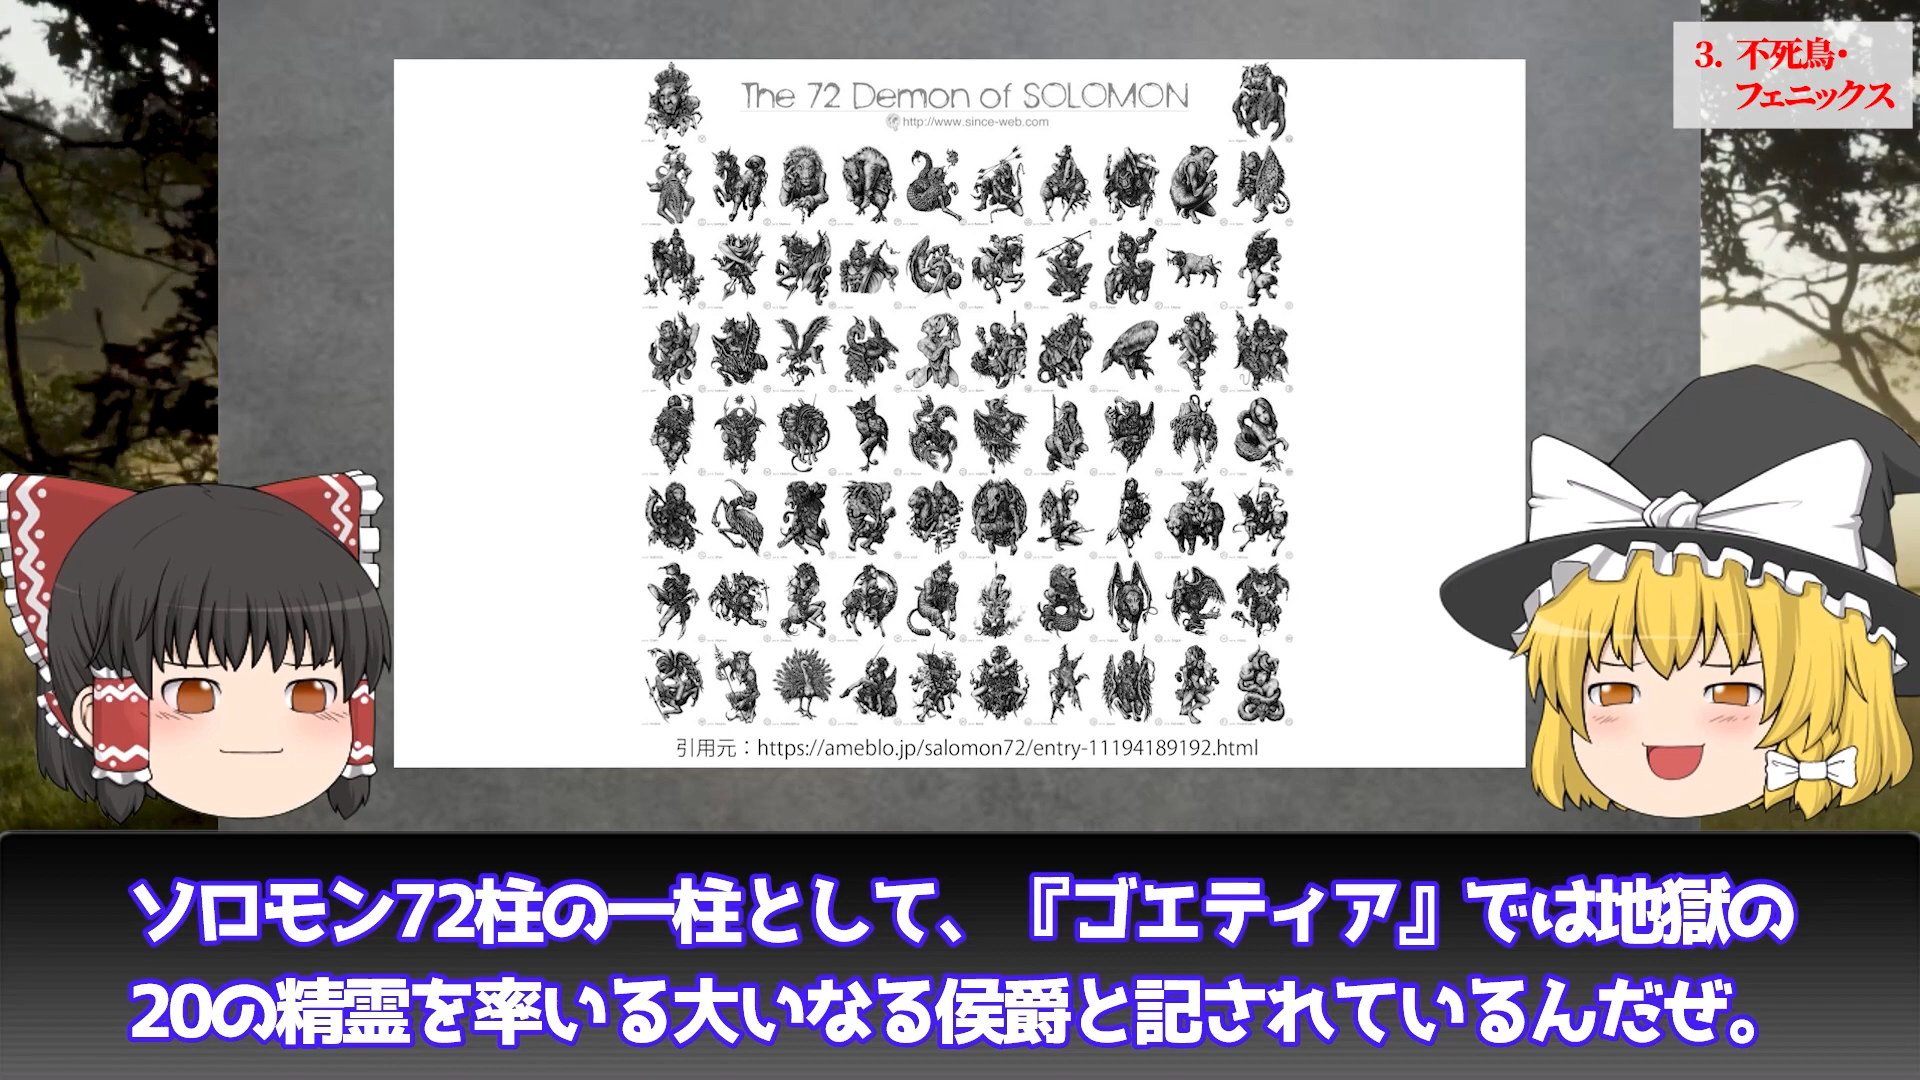 3. 不死鳥・
フェニックス
The 72 Demon of SOLOMON
http://www.since-web.com
引用元：https://ameblo.jp/salomon72/entry-11194189192.html
ソロモン72柱の一柱として、『ゴエティア』では地獄の
20の精霊を率いる大いなる侯爵と記されているんだぜ。